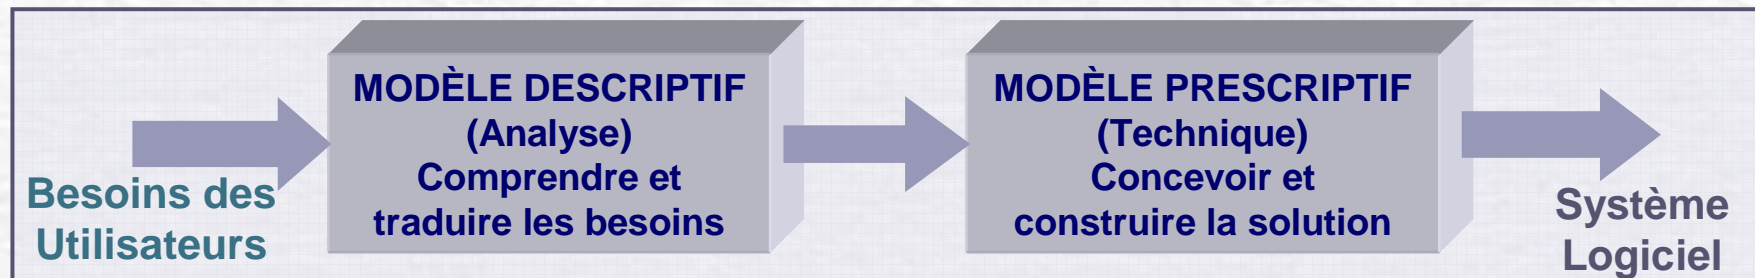 Besoins des
Utilisateurs
MODÈLE DESCRIPTIF
(Analyse)
Comprendre et
traduire les besoins
MODÈLE PRESCRIPTIF
(Technique)
Concevoir et
construire la solution
Système
Logiciel